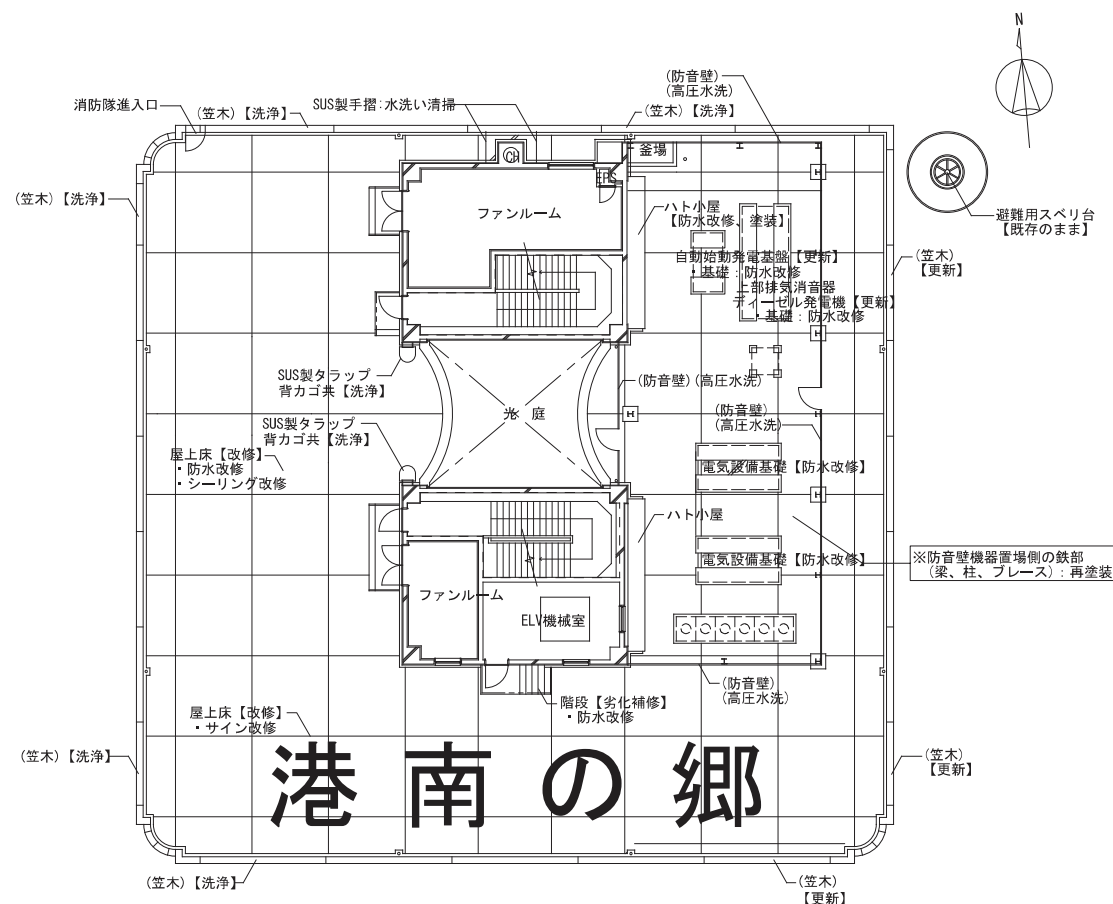 N
(防音壁)
(高圧水洗)
消防隊進入口
(笠木)【洗浄】
SUS製手摺:水洗い清掃
(笠木)【洗浄】
釜場
CH
EPS
(笠木)【洗浄】
ファンルーム
ハト小屋
【防水改修、塗装】
避難用スベリ台
【既存のまま】
自動始動発電基盤【更新】
・基礎:防水改修
上部排気消音器
ディーゼル発電機【更新】
・基礎:防水改修
(笠木)
【更新】
SUS製タラップ
背カゴ共【洗浄】
(防音壁)(高圧水洗)
光 庭
(防音壁)
(高圧水洗)
SUS製タラップ
背カゴ共【洗浄】
屋上床【改修】
・防水改修
・シーリング改修
電気設備基礎【防水改修】
ハト小屋
※防音壁機器置場側の鉄部
(梁、柱、ブレース):再塗装
電気設備基礎【防水改修】
ファンルーム
ELV機械室
(防音壁)
(高圧水洗)
階段【劣化補修】
・防水改修
屋上床【改修】
・サイン改修
(笠木)【洗浄】
(笠木)
【更新】
港南の郷
(笠木)【洗浄】
(笠木)
【更新】